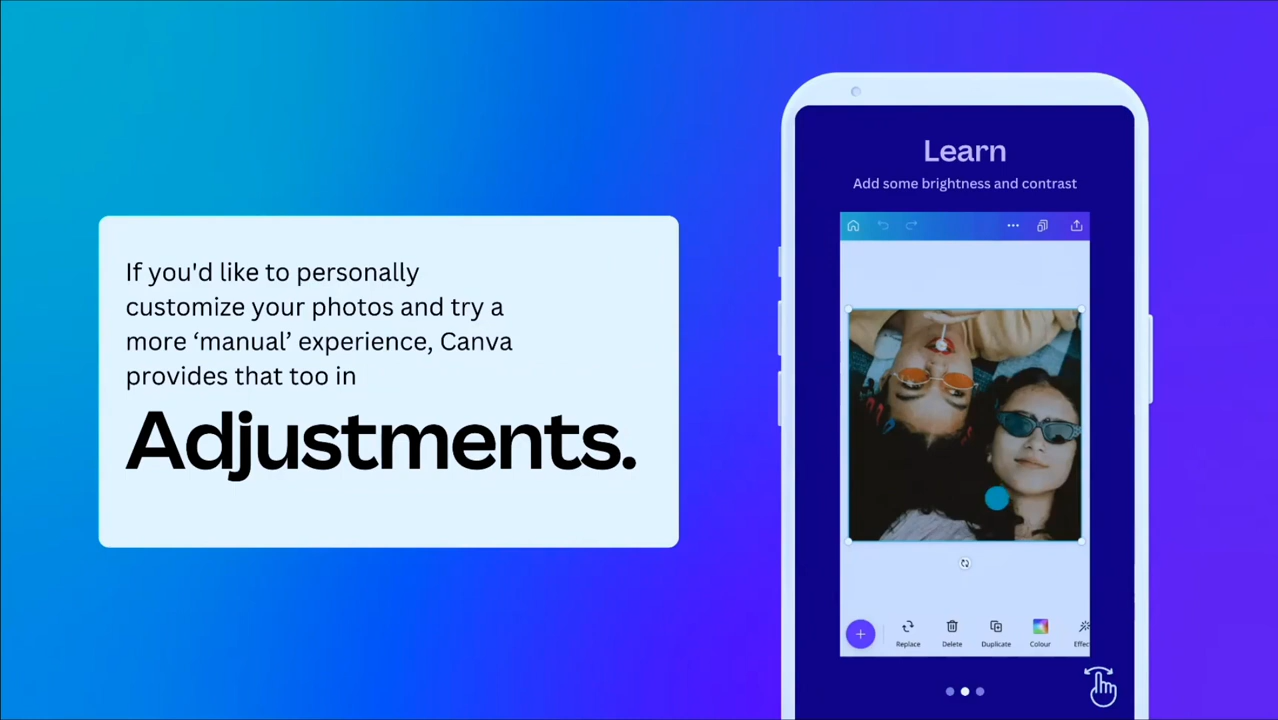 If you'd like to personally
customize your photos and try a
more ‘manual’ experience, Canva
provides that too in
Adjustments.
Learn
Add some brightness and contrast
Replace
Delete
Duplicate
Colour
Effec